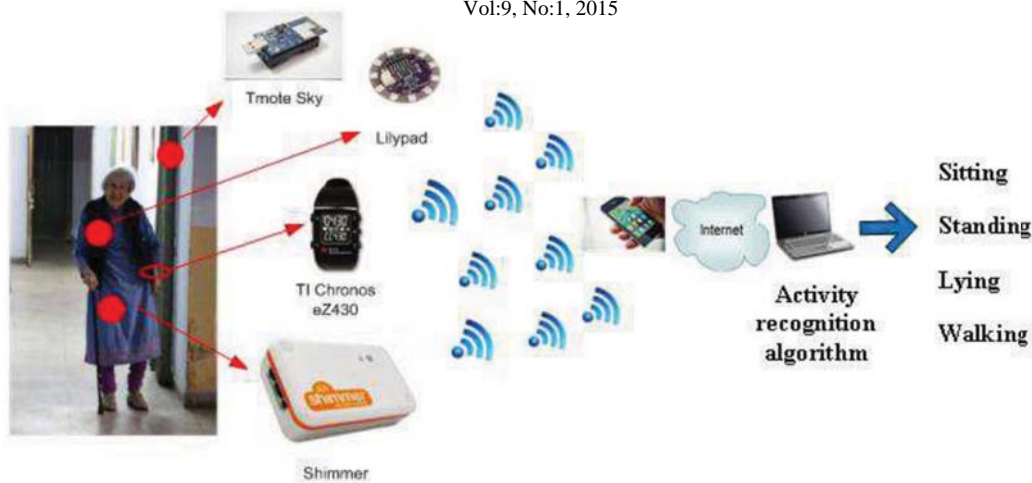 Vol:9, No:1, 2015
Tmote Sky
Lilypad
TI Chronos
eZ430
shimmer
Shimmer
Internet
Activity
recognition
algorithm
Sitting
Standing
Lying
Walking